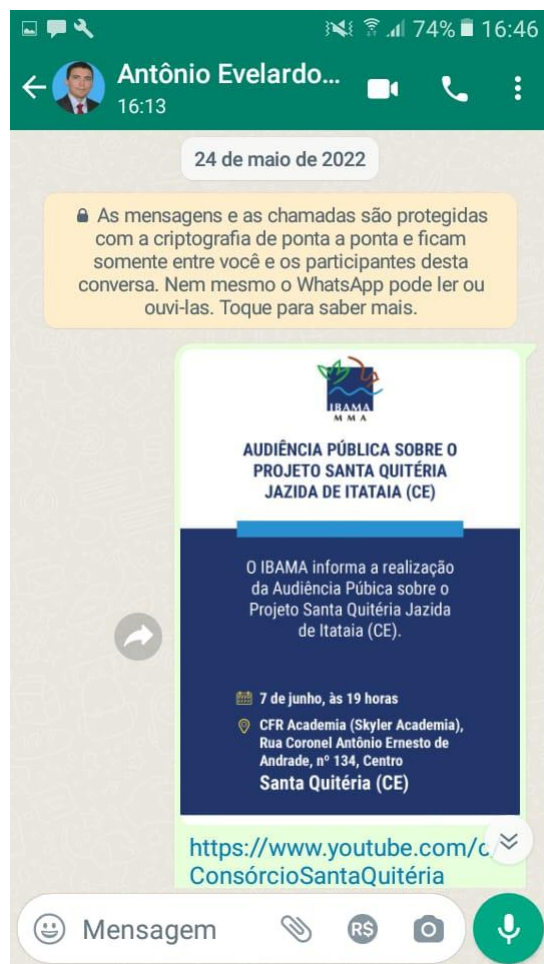 74% 16:46
Antônio Evelardo...
16:13
24 de maio de 2022
As mensagens e as chamadas são protegidas
com a criptografia de ponta a ponta e ficam
somente entre você e os participantes desta
conversa. Nem mesmo o WhatsApp pode ler ou
ouvi-las. Toque para saber mais.
IBAMA
M M A
AUDIÊNCIA PÚBLICA SOBRE O
PROJETO SANTA QUITÉRIA
JAZIDA DE ITATAIA (CE)
O IBAMA informa a realização
da Audiência Púbica sobre o
Projeto Santa Quitéria Jazida
de Itataia (CE).
7 de junho, às 19 horas
CFR Academia (Skyler Academia),
Rua Coronel Antônio Ernesto de
Andrade, nº 134, Centro
Santa Quitéria (CE)
https://www.youtube.com/c/
ConsórcioSantaQuitéria
Mensagem R$